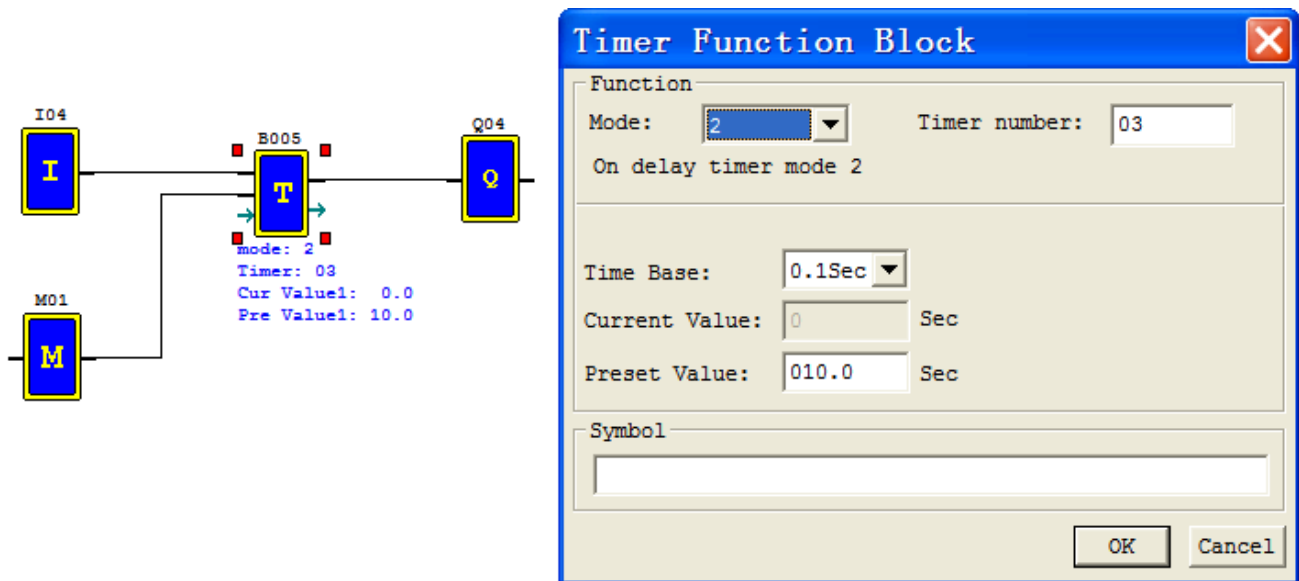 I04
I
B005
T
Q04
Q
mode: 2
Timer: 03
Cur Value1: 0.0
Pre Value1: 10.0
M01
M
Timer Function Block
Function
Mode: 2 Timer number: 03
On delay timer mode 2
Time Base: 0.1Sec
Current Value: 0 Sec
Preset Value: 010.0 Sec
Symbol
OK Cancel